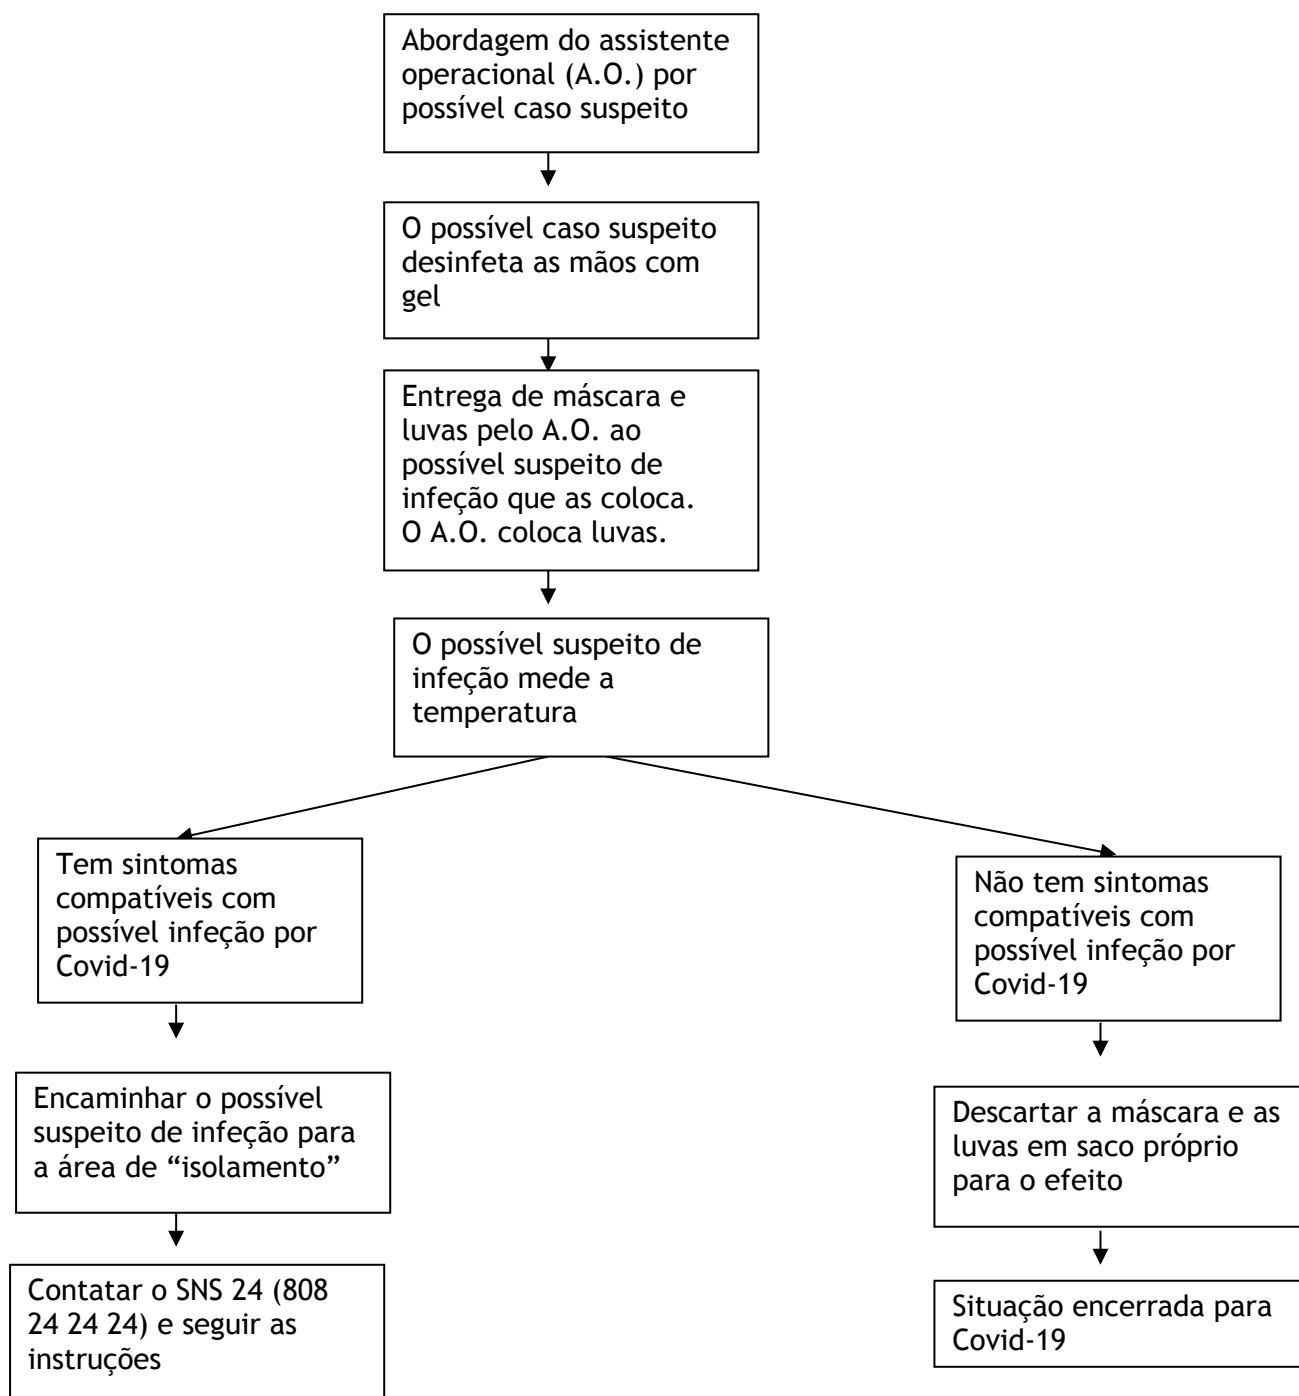 Abordagem do assistente
operacional (A.O.) por
possível caso suspeito
O possível caso suspeito
desinfeta as mãos com
gel
Entrega de máscara e
luvas pelo A.O. ao
possível suspeito de
infeção que as coloca.
O A.O. coloca luvas.
O possível suspeito de
infeção mede a
temperatura
Tem sintomas
compatíveis com
possível infeção por
Covid-19
Encaminhar o possível
suspeito de infeção para
a área de “isolamento”
Contatar o SNS 24 (808
24 24 24) e seguir as
instruções
Não tem sintomas
compatíveis com
possível infeção por
Covid-19
Descartar a máscara e as
luvas em saco próprio
para o efeito
Situação encerrada para
Covid-19